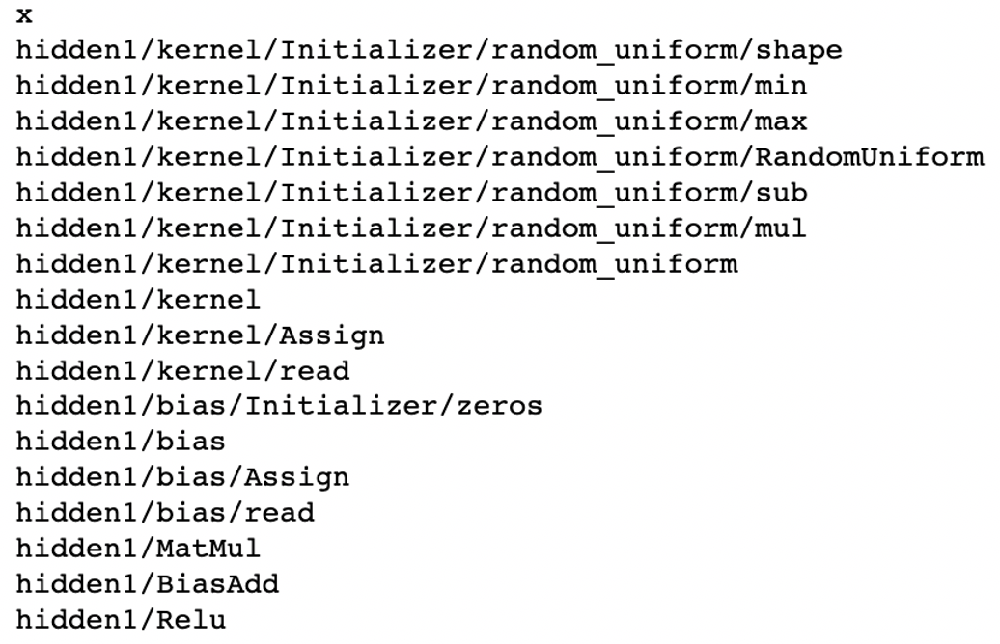 x
hidden1/kernel/Initializer/random_uniform/shape
hidden1/kernel/Initializer/random_uniform/min
hidden1/kernel/Initializer/random_uniform/max
hidden1/kernel/Initializer/random_uniform/RandomUniform
hidden1/kernel/Initializer/random_uniform/sub
hidden1/kernel/Initializer/random_uniform/mul
hidden1/kernel/Initializer/random_uniform
hidden1/kernel
hidden1/kernel/Assign
hidden1/kernel/read
hidden1/bias/Initializer/zeros
hidden1/bias
hidden1/bias/Assign
hidden1/bias/read
hidden1/MatMul
hidden1/BiasAdd
hidden1/Relu